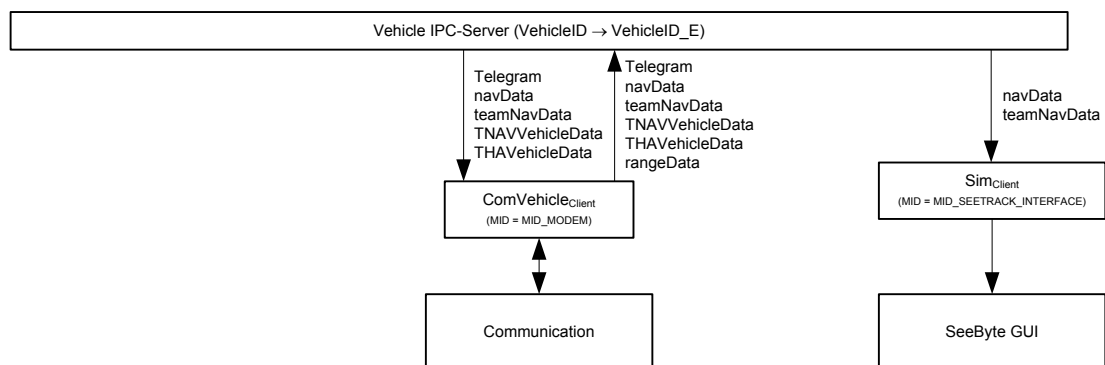 Vehicle IPC-Server (VehicleID → VehicleID_E)
Telegram
navData
teamNavData
TNAVVehicleData
THAVehicleData
Telegram
navData
teamNavData
TNAVVehicleData
THAVehicleData
rangeData
navData
teamNavData
ComVehicleClient
(MID = MID_MODEM)
SimClient
(MID = MID_SEETRACK_INTERFACE)
Communication
SeeByte GUI